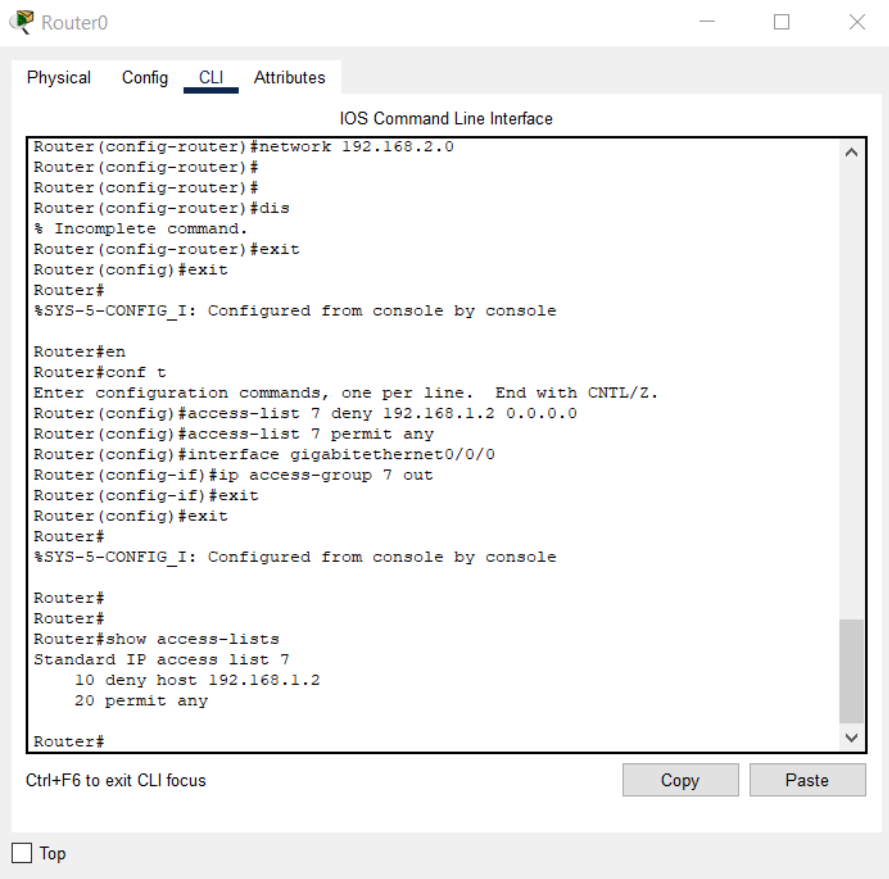 Router0
Physical Config CLI Attributes
IOS Command Line Interface
Router(config-router)#network 192.168.2.0
Router(config-router)#
Router(config-router)#
Router(config-router)#dis
% Incomplete command.
Router(config-router)#exit
Router(config)#exit
Router#
%SYS-5-CONFIG_I: Configured from console by console
Router#en
Router#conf t
Enter configuration commands, one per line.  End with CNTL/Z.
Router(config)#access-list 7 deny 192.168.1.2 0.0.0.0
Router(config)#access-list 7 permit any
Router(config)#interface gigabitethernet0/0/0
Router(config-if)#ip access-group 7 out
Router(config-if)#exit
Router(config)#exit
Router#
%SYS-5-CONFIG_I: Configured from console by console
Router#
Router#
Router#show access-lists
Standard IP access list 7
    10 deny host 192.168.1.2
    20 permit any
Router#
Ctrl+F6 to exit CLI focus
Copy Paste
Top